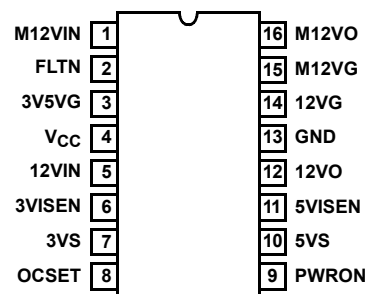 M12VIN 1 16 M12VO
FLTN 2 15 M12VG
3V5VG 3 14 12VG
VCC 4 13 GND
12VIN 5 12 12VO
3VISEN 6 11 5VISEN
3VS 7 10 5VS
OCSET 8 9 PWRON